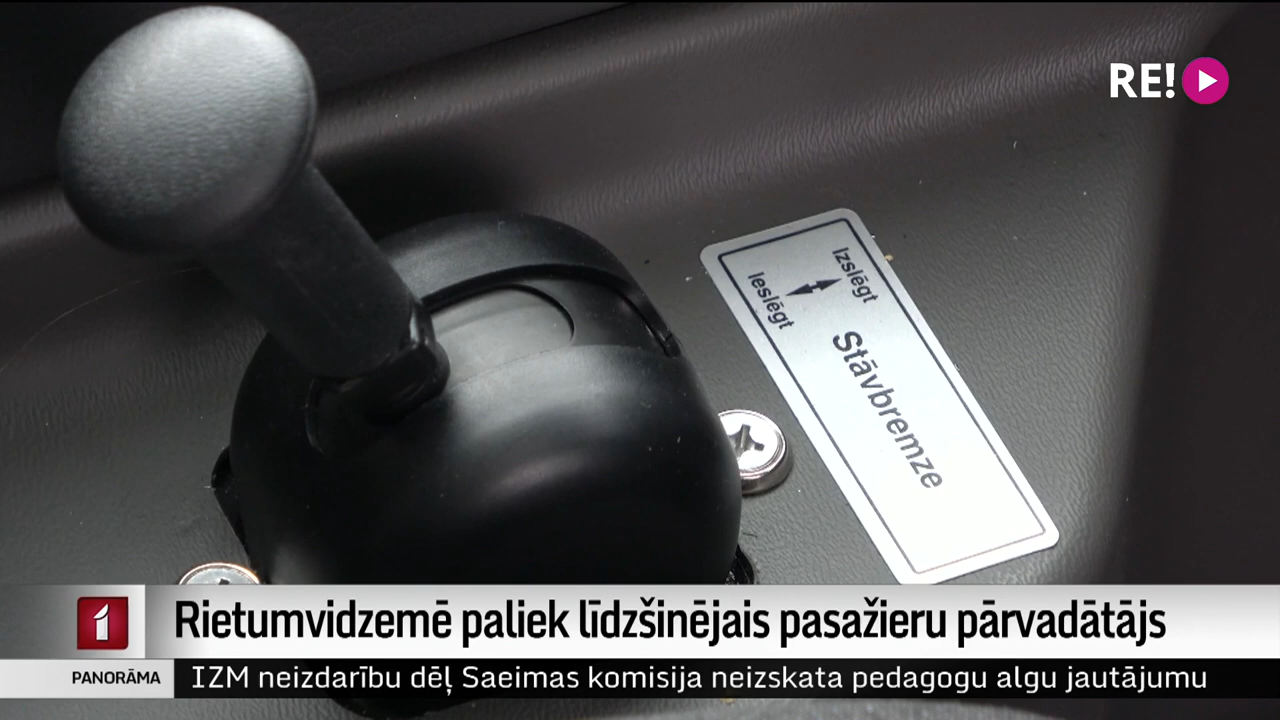 RE!
Izslēgt
Ieslēgt
Stāvbremze
1
Rietumvidzemē paliek līdzšinējais pasažieru pārvadātājs
PANORĀMA
IZM neizdarību dēļ Saeimas komisija neizskata pedagogu algu jautājumu